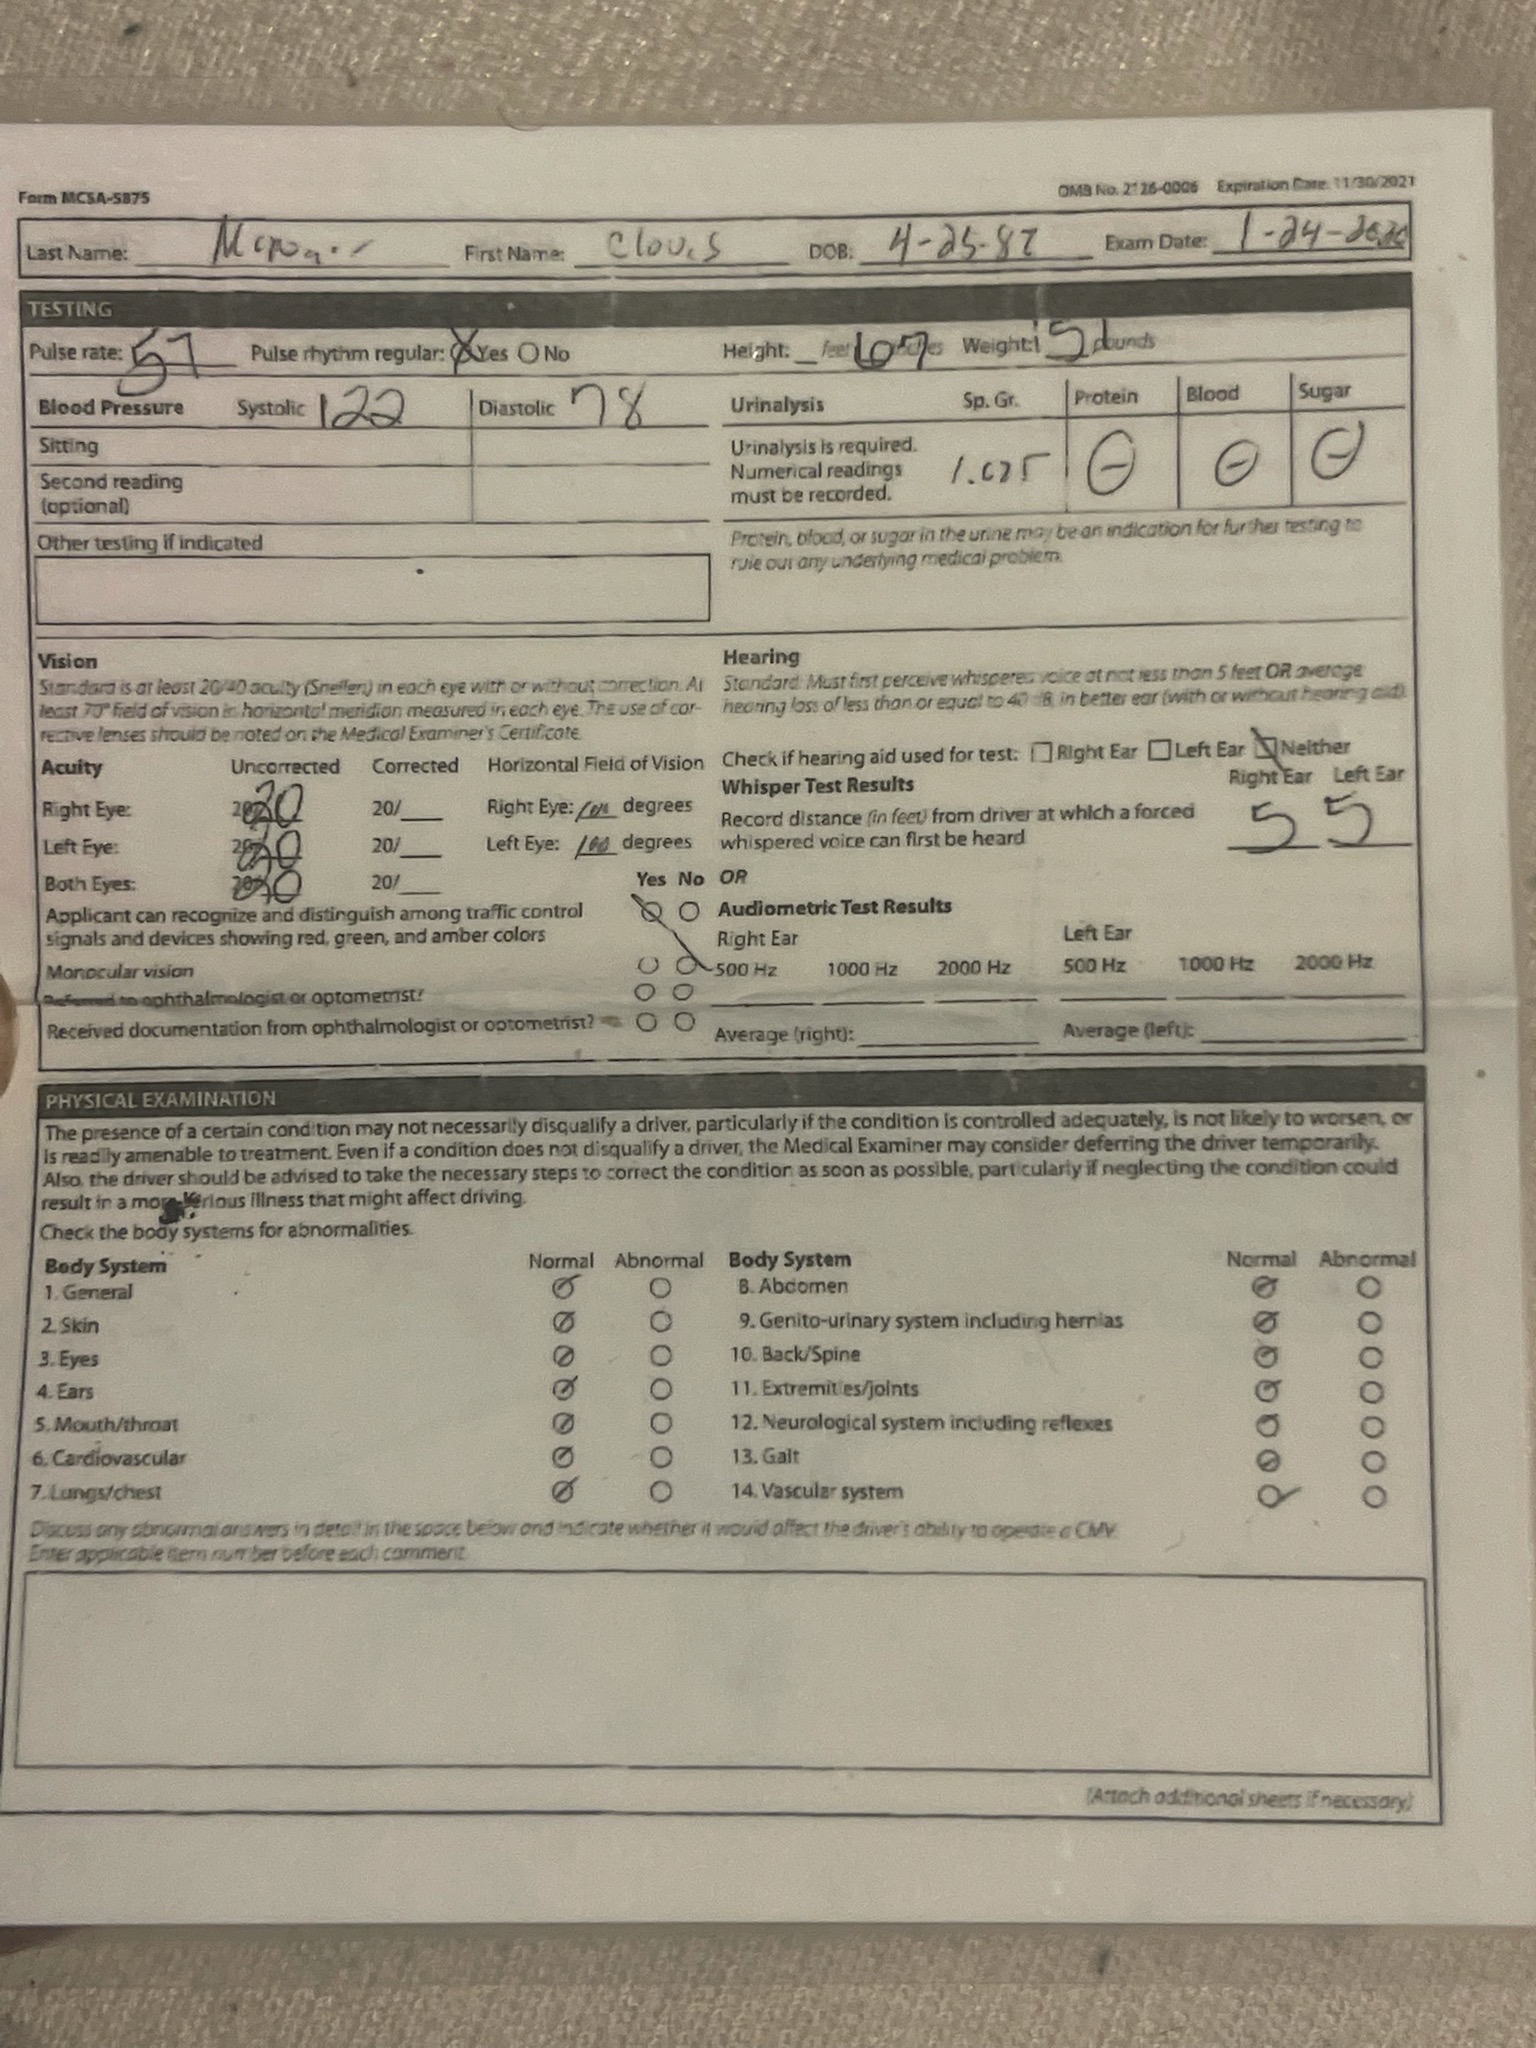 Form MCSA-5875 OMB No. 2126-0006 Expiration Date: 11/30/2021
Last Name: First Name: Clovis DOB: 4-25-87 Exam Date: 1-24-2020
TESTING
Pulse rate: 57 Pulse rhythm regular: Yes No Height: feet 67 inches Weight: 151 pounds
Blood Pressure Systolic 122 Diastolic 78 Urinalysis Sp. Gr. Protein Blood Sugar
Sitting
Second reading
(optional)
Urinalysis is required.
Numerical readings
must be recorded.
1.025 - - -
Other testing if indicated
Protein, blood, or sugar in the urine may be an indication for further testing to
rule out any underlying medical problem.
Vision
Standard is at least 20/40 acuity (Snellen) in each eye with or without correction. At
least 70° field of vision in horizontal meridian measured in each eye. The use of cor-
rective lenses should be noted on the Medical Examiner's Certificate.
Acuity Uncorrected Corrected Horizontal Field of Vision
Right Eye: 20/ 20/ Right Eye: 100 degrees
Left Eye: 20/ 20/ Left Eye: 100 degrees
Both Eyes: 20/ 20/
Yes No
Applicant can recognize and distinguish among traffic control
signals and devices showing red, green, and amber colors
Monocular vision
Referred to ophthalmologist or optometrist?
Received documentation from ophthalmologist or optometrist?
Hearing
Standard: Must first perceive whispered voice at not less than 5 feet OR average
hearing loss of less than or equal to 40 dB, in better ear (with or without hearing aid).
Check if hearing aid used for test: Right Ear Left Ear Neither
Whisper Test Results Right Ear Left Ear
Record distance (in feet) from driver at which a forced
whispered voice can first be heard 5 5
OR
Audiometric Test Results
Right Ear Left Ear
500 Hz 1000 Hz 2000 Hz 500 Hz 1000 Hz 2000 Hz
Average (right): Average (left):
PHYSICAL EXAMINATION
The presence of a certain condition may not necessarily disqualify a driver, particularly if the condition is controlled adequately, is not likely to worsen, or
is readily amenable to treatment. Even if a condition does not disqualify a driver, the Medical Examiner may consider deferring the driver temporarily.
Also, the driver should be advised to take the necessary steps to correct the condition as soon as possible, particularly if neglecting the condition could
result in a more serious illness that might affect driving.
Check the body systems for abnormalities.
Body System Normal Abnormal Body System Normal Abnormal
1. General 8. Abdomen
2. Skin 9. Genito-urinary system including hernias
3. Eyes 10. Back/Spine
4. Ears 11. Extremities/joints
5. Mouth/throat 12. Neurological system including reflexes
6. Cardiovascular 13. Gait
7. Lungs/chest 14. Vascular system
Discuss any abnormal answers in detail in the space below and indicate whether it would affect the driver's ability to operate a CMV.
Enter applicable item number before each comment.
(Attach additional sheets if necessary)